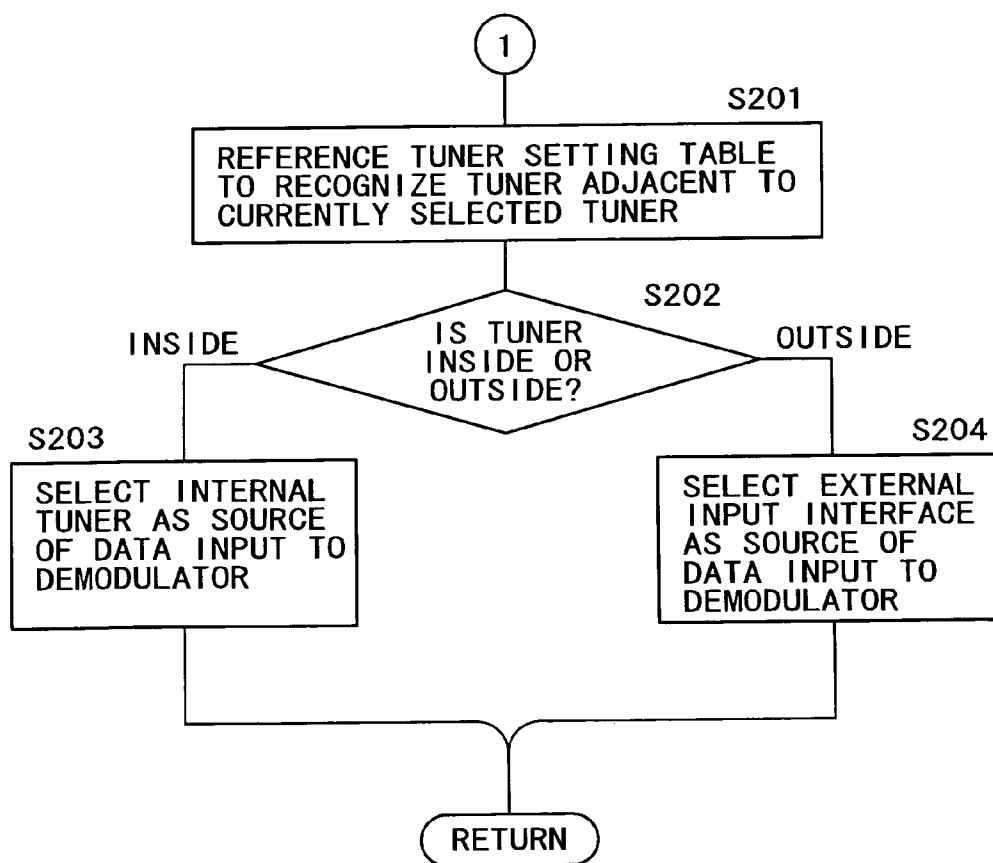 1
S201
REFERENCE TUNER SETTING TABLE
TO RECOGNIZE TUNER ADJACENT TO
CURRENTLY SELECTED TUNER
S202
IS TUNER
INSIDE OR
OUTSIDE?
INSIDE
OUTSIDE
S203
SELECT INTERNAL
TUNER AS SOURCE
OF DATA INPUT TO
DEMODULATOR
S204
SELECT EXTERNAL
INPUT INTERFACE
AS SOURCE OF
DATA INPUT TO
DEMODULATOR
RETURN